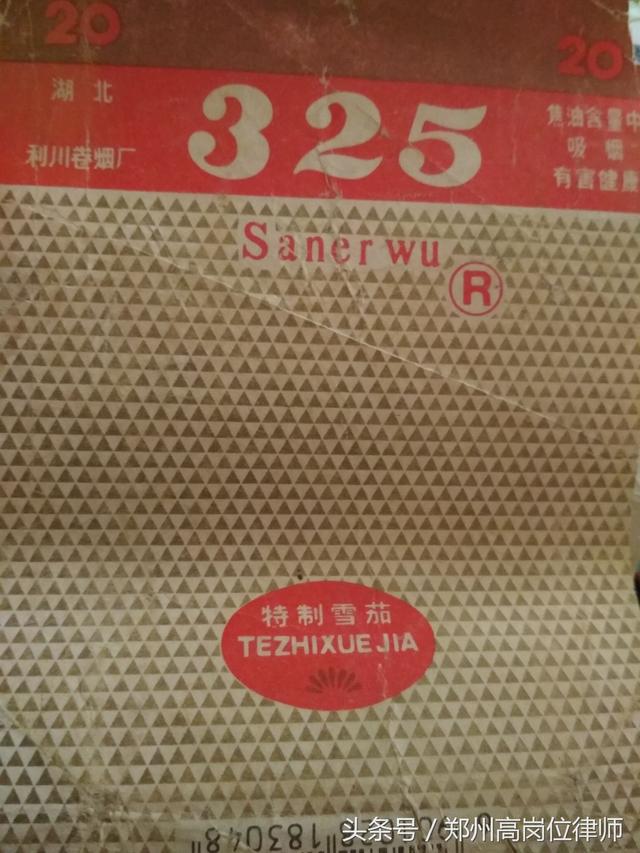 20
20
325
湖北
利川卷烟厂
焦油含量中
吸烟
有害健康
Sanerwu
R
特制雪茄
TEZHIXUEJIA
183048
头条号/郑州高岗位律师